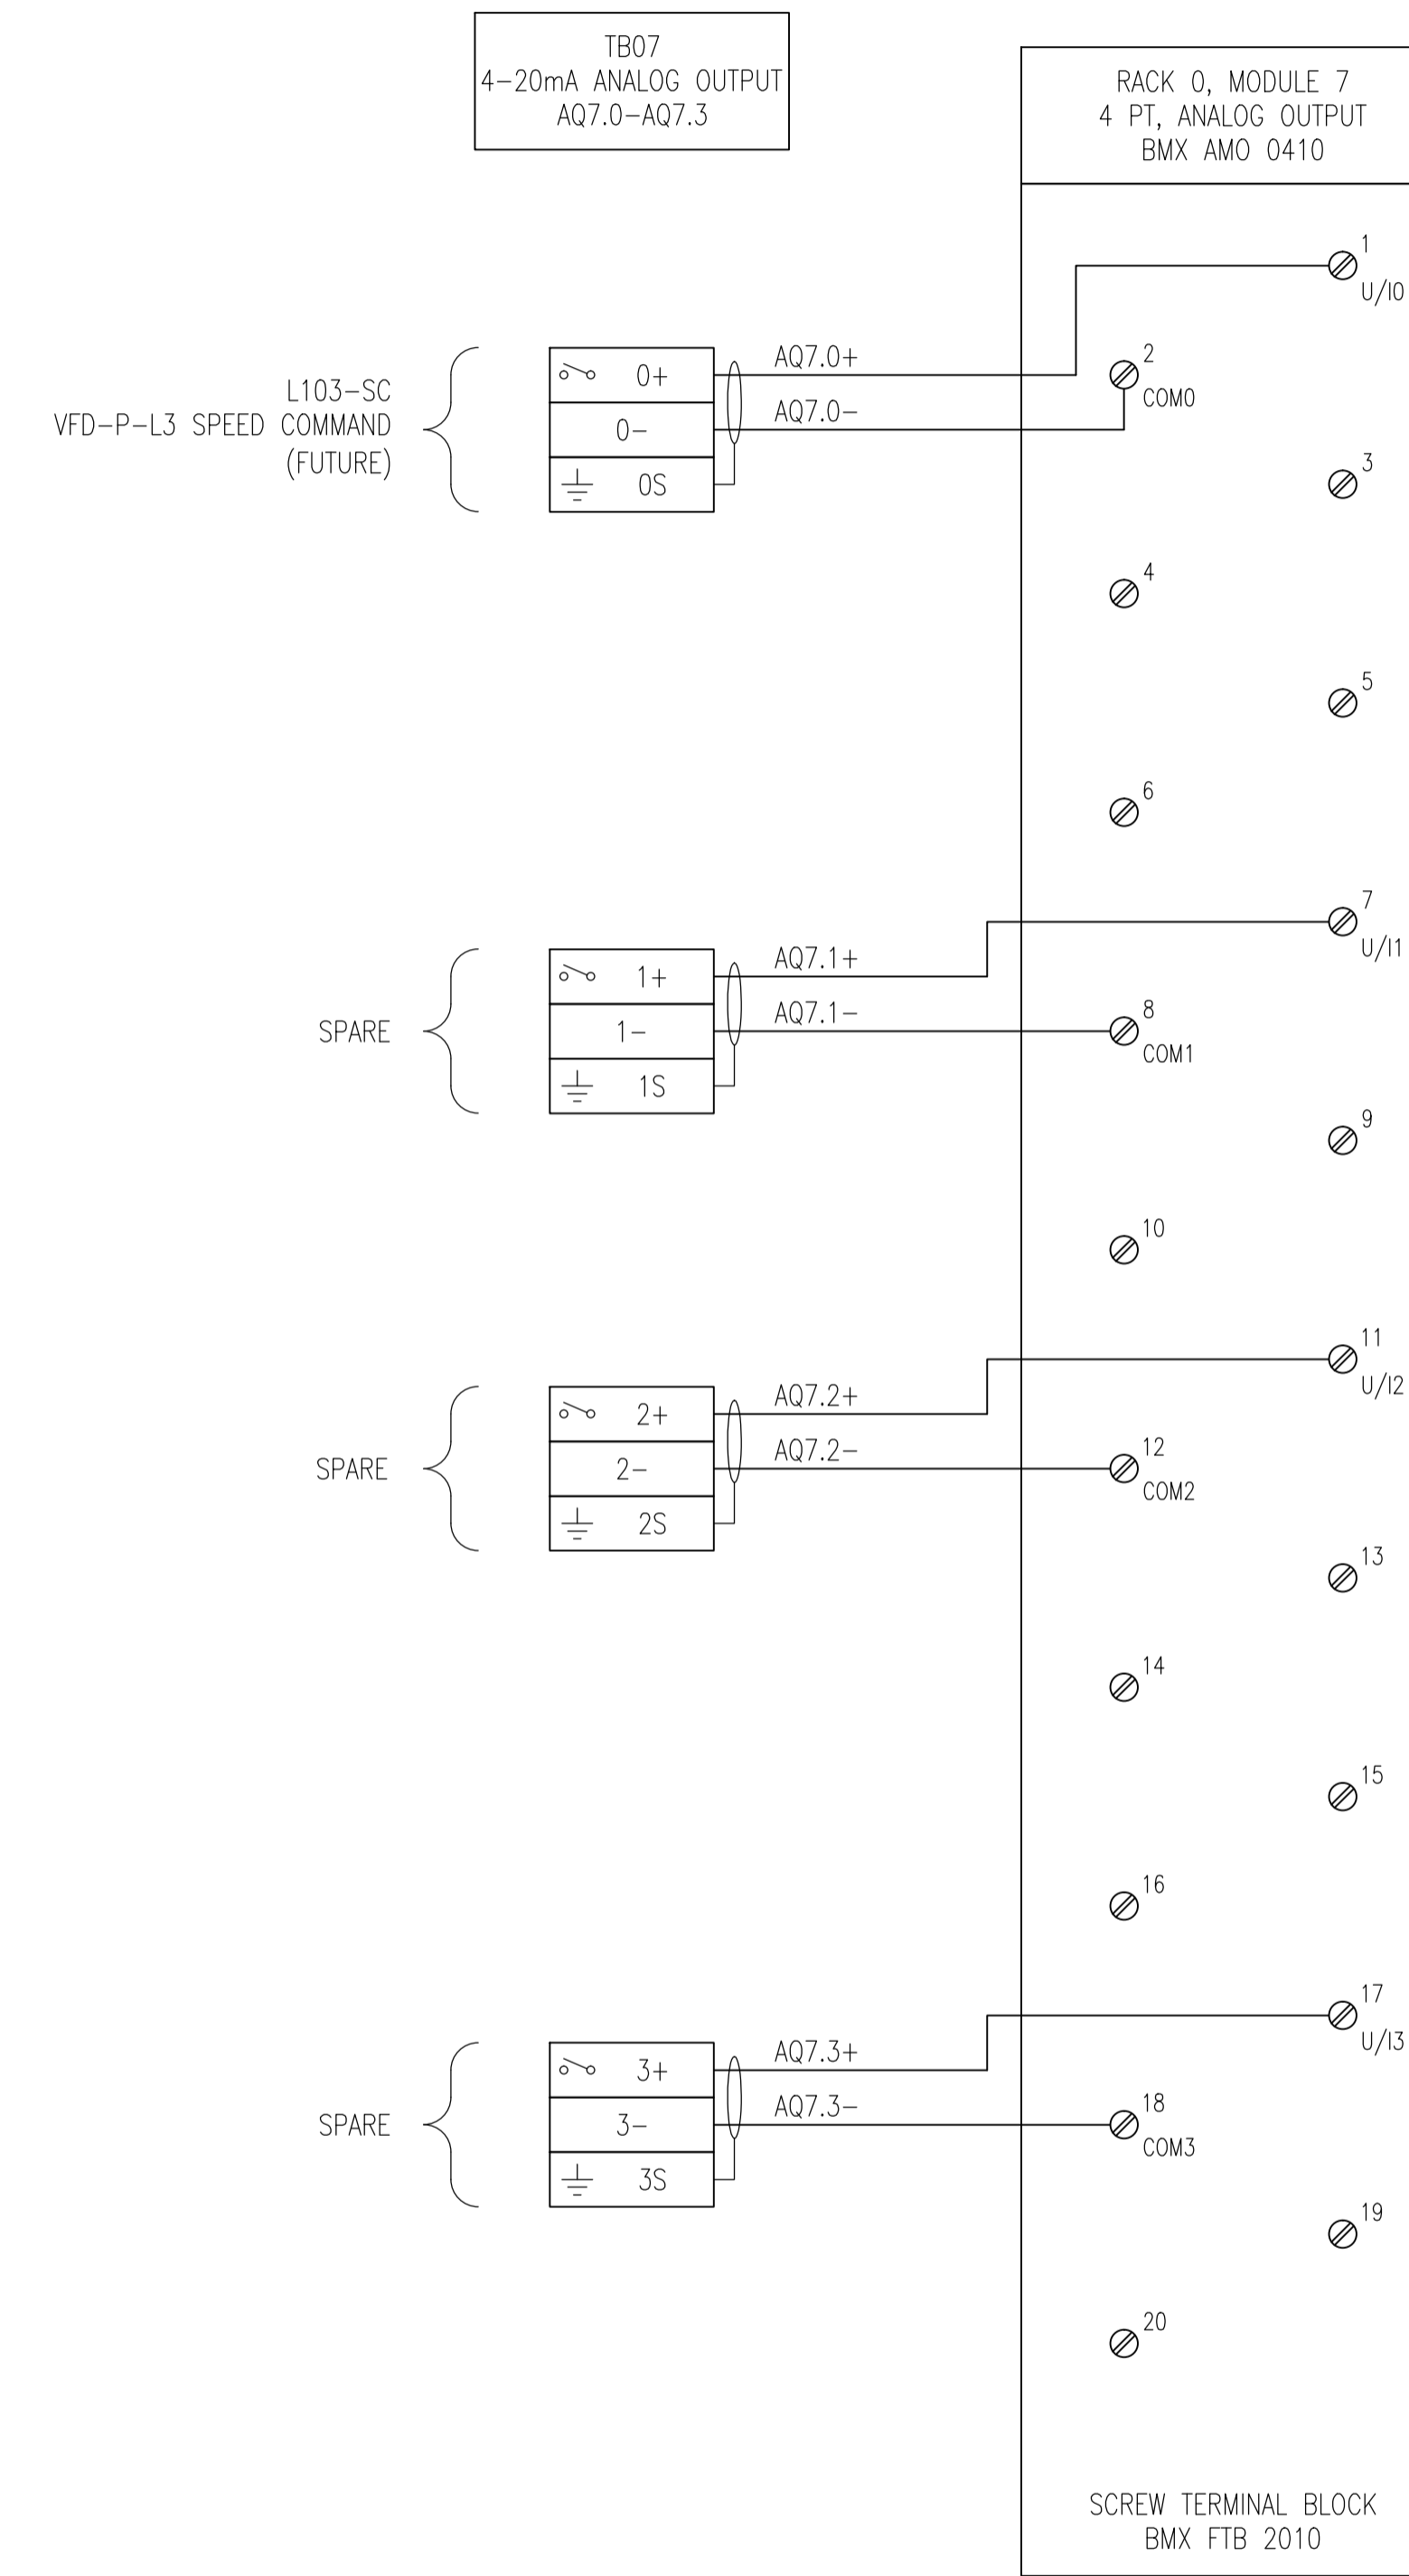 TB07
4-20mA ANALOG OUTPUT
AQ7.0-AQ7.3
RACK 0, MODULE 7
4 PT, ANALOG OUTPUT
BMX AMO 0410
1
U/I0
L103-SC
VFD-P-L3 SPEED COMMAND
(FUTURE)
0+
0-
0S
AQ7.0+
AQ7.0-
2
COM0
3
4
5
6
7
U/I1
SPARE
1+
1-
1S
AQ7.1+
AQ7.1-
8
COM1
9
10
11
U/I2
SPARE
2+
2-
2S
AQ7.2+
AQ7.2-
12
COM2
13
14
15
16
17
U/I3
SPARE
3+
3-
3S
AQ7.3+
AQ7.3-
18
COM3
19
20
SCREW TERMINAL BLOCK
BMX FTB 2010